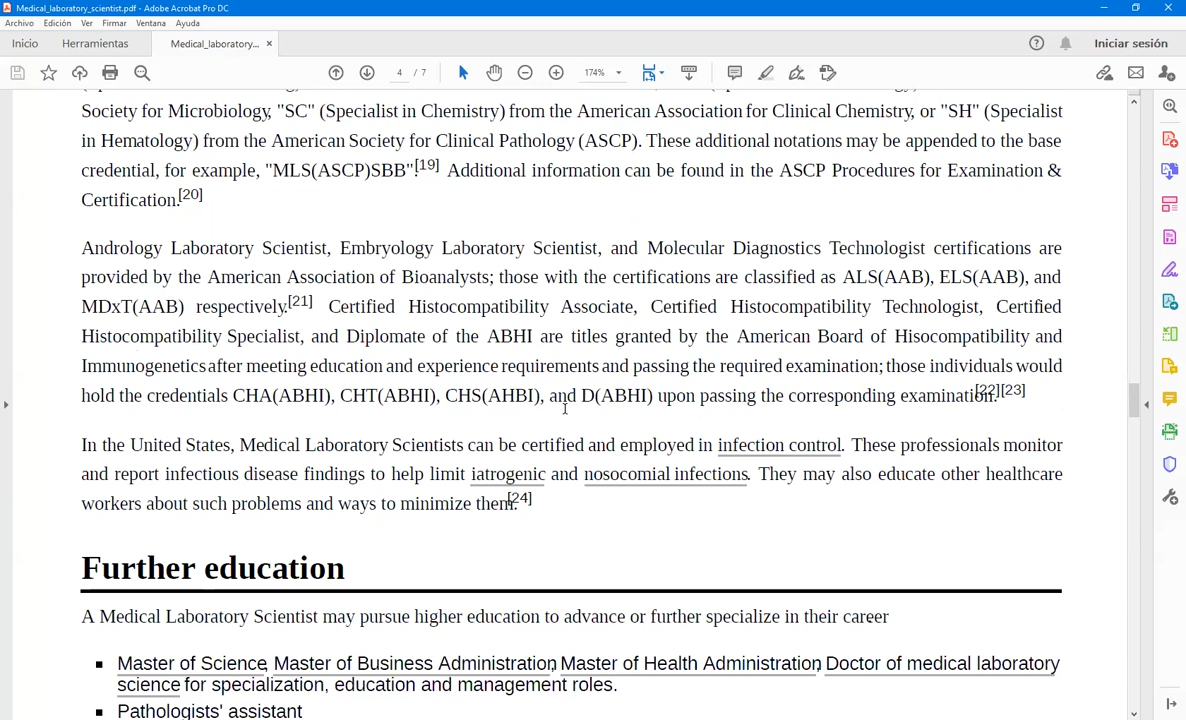 Medical_laboratory_scientist.pdf - Adobe Acrobat Pro DC
Archivo Edición Ver Firmar Ventana Ayuda
Inicio Herramientas Medical_laboratory... × Iniciar sesión
4 / 7 174%
Society for Microbiology, "SC" (Specialist in Chemistry) from the American Association for Clinical Chemistry, or "SH" (Specialist
in Hematology) from the American Society for Clinical Pathology (ASCP). These additional notations may be appended to the base
credential, for example, "MLS(ASCP)SBB".[19] Additional information can be found in the ASCP Procedures for Examination &
Certification.[20]
Andrology Laboratory Scientist, Embryology Laboratory Scientist, and Molecular Diagnostics Technologist certifications are
provided by the American Association of Bioanalysts; those with the certifications are classified as ALS(AAB), ELS(AAB), and
MDxT(AAB) respectively.[21] Certified Histocompatibility Associate, Certified Histocompatibility Technologist, Certified
Histocompatibility Specialist, and Diplomate of the ABHI are titles granted by the American Board of Hisocompatibility and
Immunogenetics after meeting education and experience requirements and passing the required examination; those individuals would
hold the credentials CHA(ABHI), CHT(ABHI), CHS(AHBI), and D(ABHI) upon passing the corresponding examination.[22][23]
In the United States, Medical Laboratory Scientists can be certified and employed in infection control. These professionals monitor
and report infectious disease findings to help limit iatrogenic and nosocomial infections. They may also educate other healthcare
workers about such problems and ways to minimize them.[24]
Further education
A Medical Laboratory Scientist may pursue higher education to advance or further specialize in their career.
▪ Master of Science, Master of Business Administration, Master of Health Administration, Doctor of medical laboratory
science for specialization, education and management roles.
▪ Pathologists' assistant